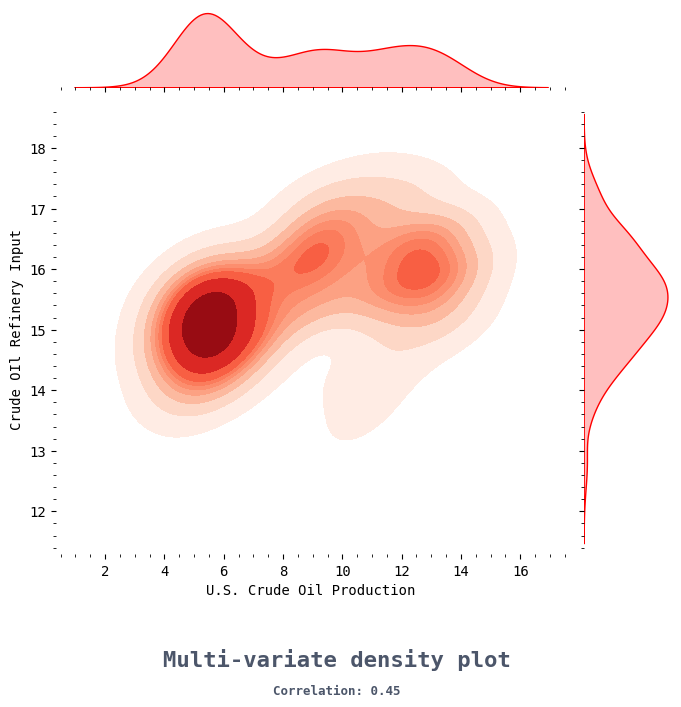 18
17
16
15
14
13
12
Crude OIl Refinery Input
2 4 6 8 10 12 14 16
U.S. Crude Oil Production
Multi-variate density plot
Correlation: 0.45